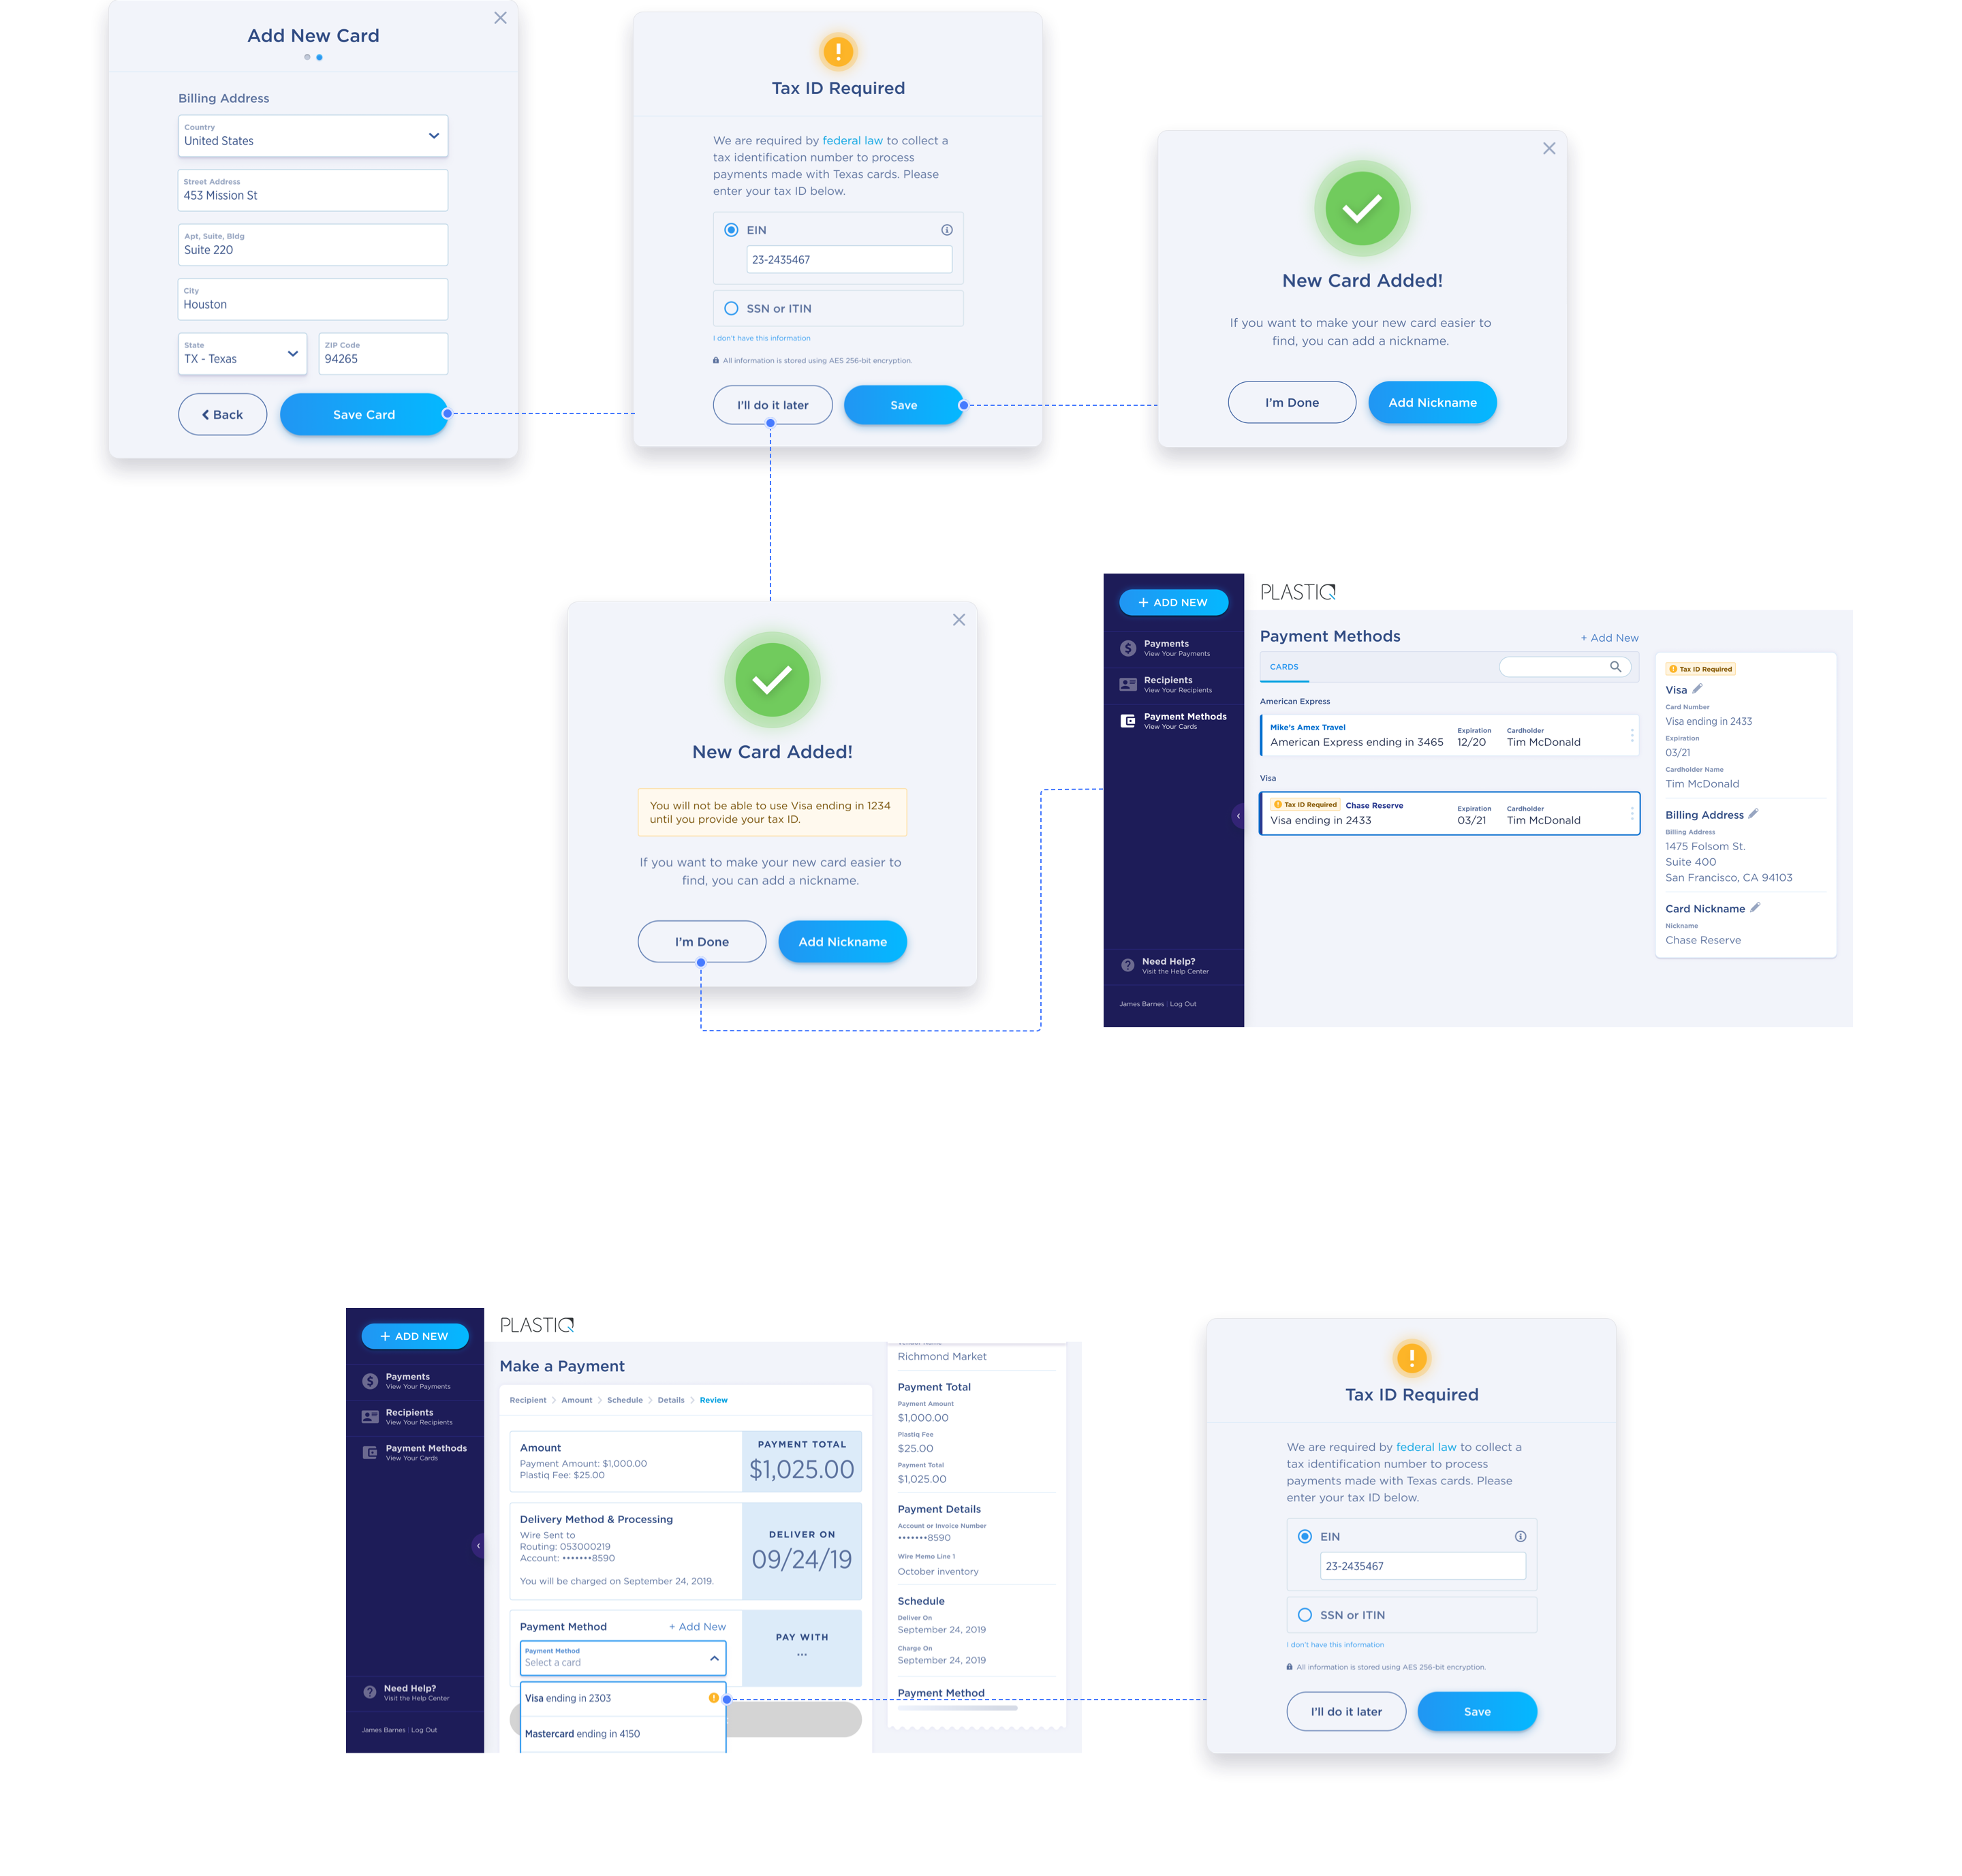 Add New Card
Billing Address
Country
United States
Street Address
453 Mission St
Apt, Suite, Bldg
Suite 220
City
Houston
State
TX - Texas
ZIP Code
94265
Back
Save Card
Tax ID Required
We are required by federal law to collect a
tax identification number to process
payments made with Texas cards. Please
enter your tax ID below.
EIN
23-2435467
SSN or ITIN
I don't have this information
All information is stored using AES 256-bit encryption.
I'll do it later
Save
New Card Added!
If you want to make your new card easier to
find, you can add a nickname.
I'm Done
Add Nickname
New Card Added!
You will not be able to use Visa ending in 1234
until you provide your tax ID.
If you want to make your new card easier to
find, you can add a nickname.
I'm Done
Add Nickname
+ ADD NEW
Payments
View Your Payments
Recipients
View Your Recipients
Payment Methods
View Your Cards
Need Help?
Visit the Help Center
James Barnes | Log Out
PLASTIQ
Payment Methods
+ Add New
CARDS
American Express
Mike's Amex Travel
American Express ending in 3465
Expiration
12/20
Cardholder
Tim McDonald
Visa
Tax ID Required
Chase Reserve
Visa ending in 2433
Expiration
03/21
Cardholder
Tim McDonald
Tax ID Required
Visa
Card Number
Visa ending in 2433
Expiration
03/21
Cardholder Name
Tim McDonald
Billing Address
Billing Address
1475 Folsom St.
Suite 400
San Francisco, CA 94103
Card Nickname
Nickname
Chase Reserve
+ ADD NEW
Payments
View Your Payments
Recipients
View Your Recipients
Payment Methods
View Your Cards
Need Help?
Visit the Help Center
James Barnes | Log Out
PLASTIQ
Make a Payment
Recipient > Amount > Schedule > Details > Review
Amount
Payment Amount: $1,000.00
Plastiq Fee: $25.00
PAYMENT TOTAL
$1,025.00
Delivery Method & Processing
Wire Sent to
Routing: 053000219
Account: •••••••8590
You will be charged on September 24, 2019.
DELIVER ON
09/24/19
Payment Method
+ Add New
Payment Method
Select a card
PAY WITH
...
Visa ending in 2303
Mastercard ending in 4150
Richmond Market
Payment Total
Payment Amount
$1,000.00
Plastiq Fee
$25.00
Payment Total
$1,025.00
Payment Details
Account or Invoice Number
•••••••8590
Wire Memo Line 1
October inventory
Schedule
Deliver On
September 24, 2019
Charge On
September 24, 2019
Payment Method
Tax ID Required
We are required by federal law to collect a
tax identification number to process
payments made with Texas cards. Please
enter your tax ID below.
EIN
23-2435467
SSN or ITIN
I don't have this information
All information is stored using AES 256-bit encryption.
I'll do it later
Save